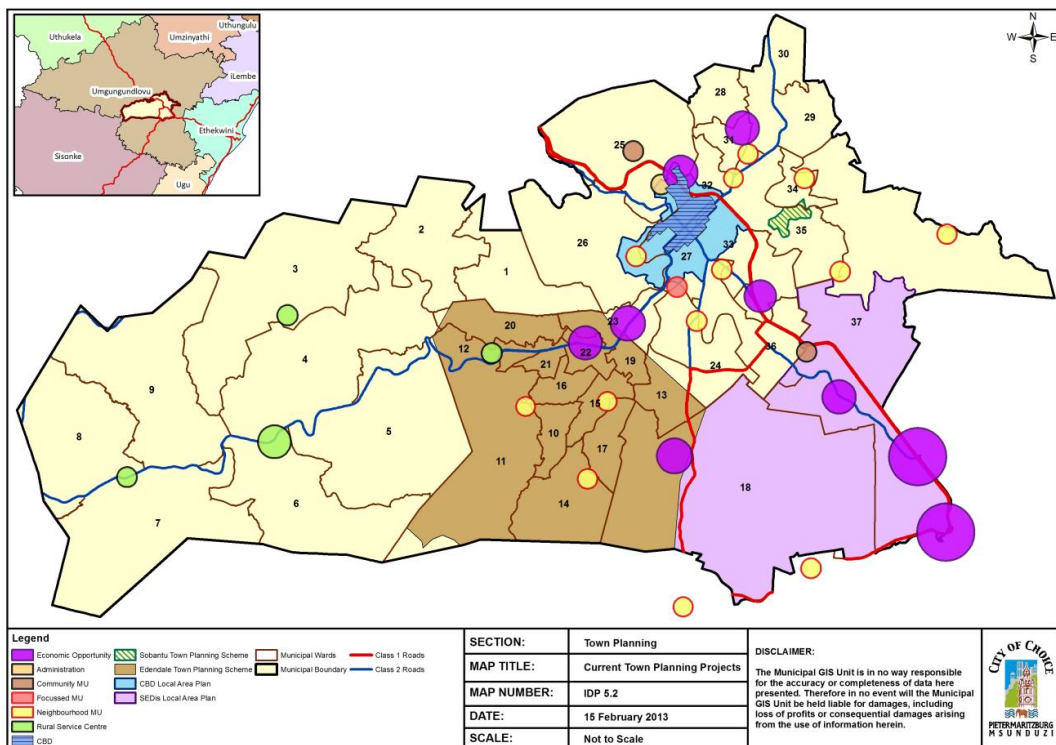 Uthukela
Umzinyathi
Uthungulu
iLembe
Umgungundlovu
Ethekwini
Sisonke
Ugu
N
W E
S
30
28
29
31
25
34
32
35
2
26
33
3
1
27
37
23
20
36
12
22
4
24
21
19
9
16
13
15
5
8
10
17
11
18
6
14
7
Legend
Economic Opportunity
Administration
Community MU
Focussed MU
Neighbourhood MU
Rural Service Centre
CBD
Sobantu Town Planning Scheme
Edendale Town Planning Scheme
CBD Local Area Plan
SEDis Local Area Plan
Municipal Wards
Municipal Boundary
Class 1 Roads
Class 2 Roads
SECTION: Town Planning
MAP TITLE: Current Town Planning Projects
MAP NUMBER: IDP 5.2
DATE: 15 February 2013
SCALE: Not to Scale
DISCLAIMER:
The Municipal GIS Unit is in no way responsible
for the accuracy or completeness of data here
presented. Therefore in no event will the Municipal
GIS Unit be held liable for damages, including
loss of profits or consequential damages arising
from the use of information herein.
CITY OF CHOICE
PIETERMARITZBURG
MSUNDUZI